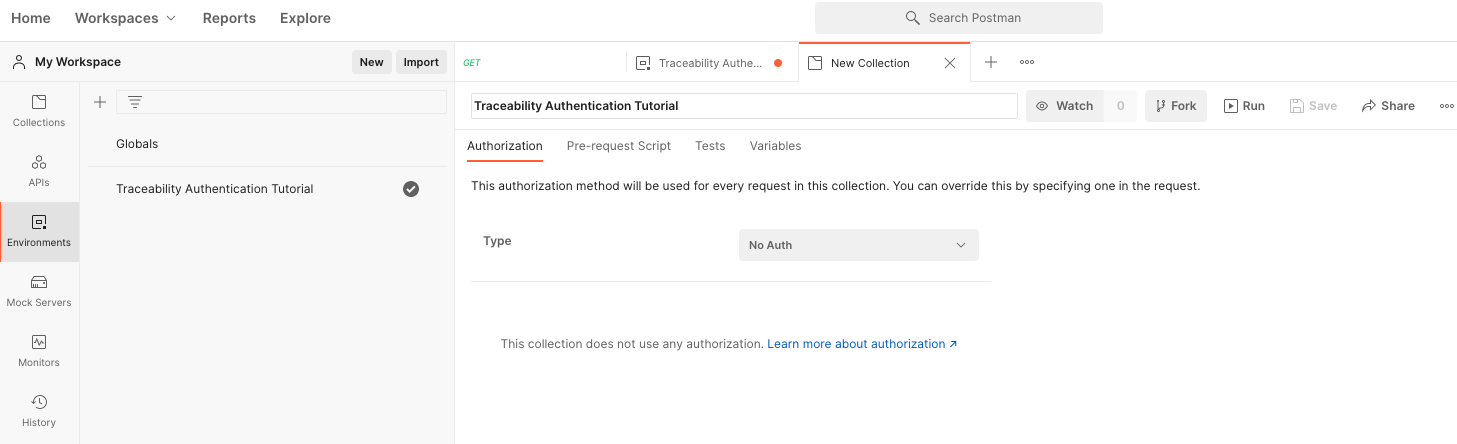 Home Workspaces Reports Explore Search Postman
My Workspace New Import GET Traceability Authe... New Collection
Traceability Authentication Tutorial Watch 0 Fork Run Save Share
Collections
Globals
Authorization Pre-request Script Tests Variables
APIs
Traceability Authentication Tutorial
This authorization method will be used for every request in this collection. You can override this by specifying one in the request.
Environments
Type No Auth
Mock Servers
This collection does not use any authorization. Learn more about authorization ↗
Monitors
History